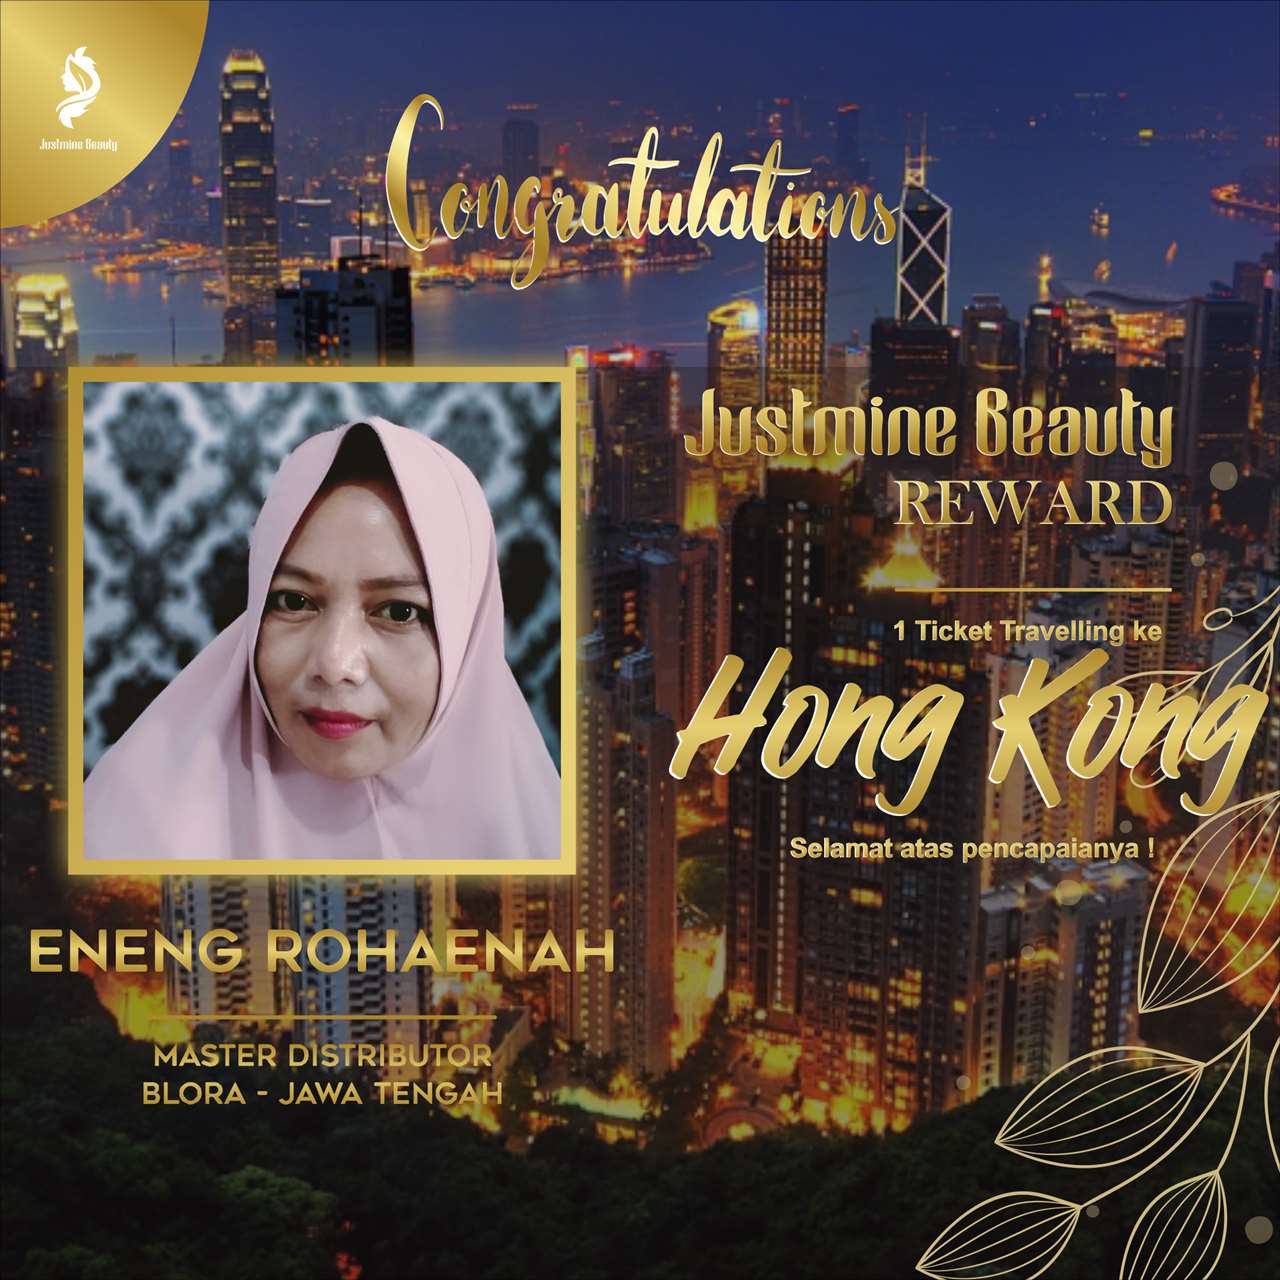 Justmine Beauty
Congratulations
Justmine Beauty
REWARD
1 Ticket Travelling ke
Hong Kong
Selamat atas pencapaianya !
ENENG ROHAENAH
MASTER DISTRIBUTOR
BLORA - JAWA TENGAH